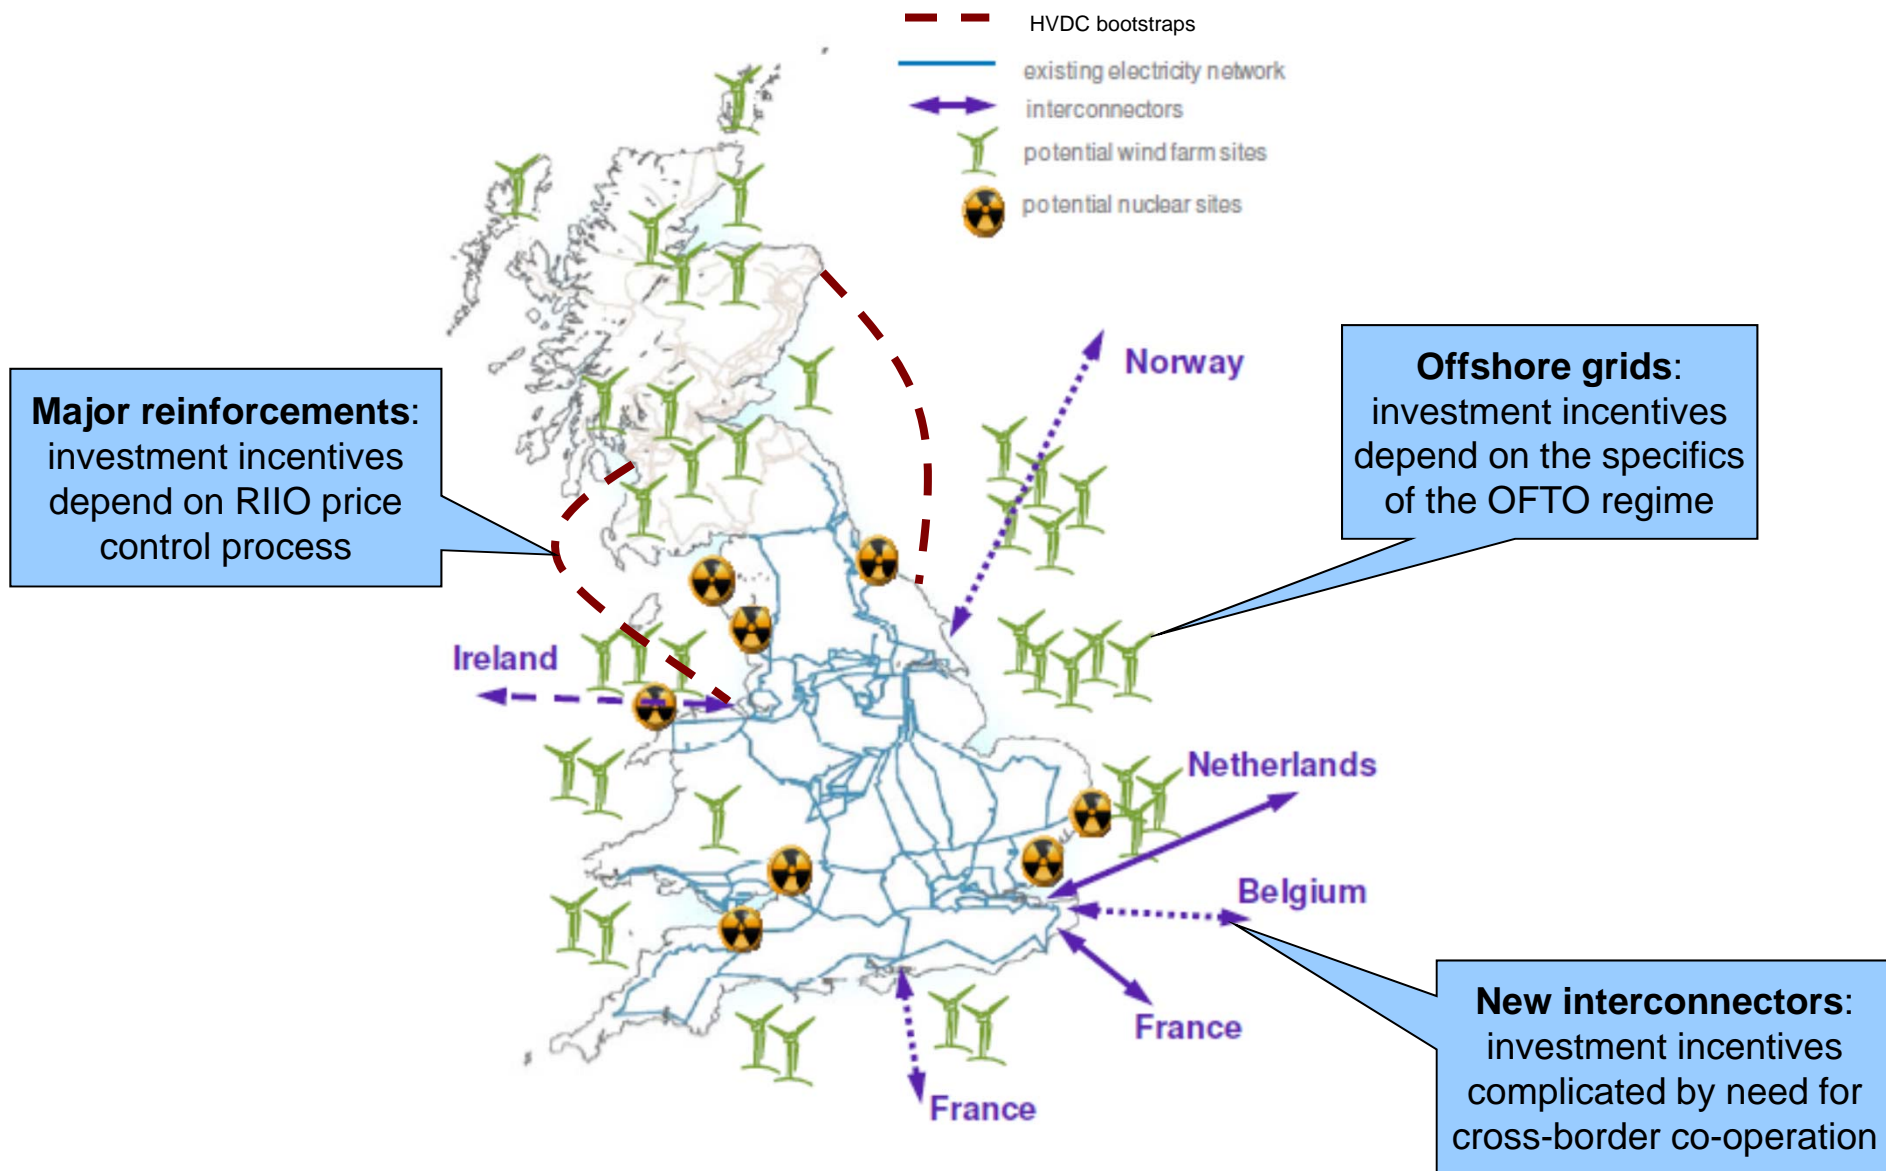 HVDC bootstraps
existing electricity network
interconnectors
potential wind farm sites
potential nuclear sites
Norway
Offshore grids:
investment incentives
depend on the specifics
of the OFTO regime
Major reinforcements:
investment incentives
depend on RIIO price
control process
Ireland
Netherlands
Belgium
France
France
New interconnectors:
investment incentives
complicated by need for
cross-border co-operation